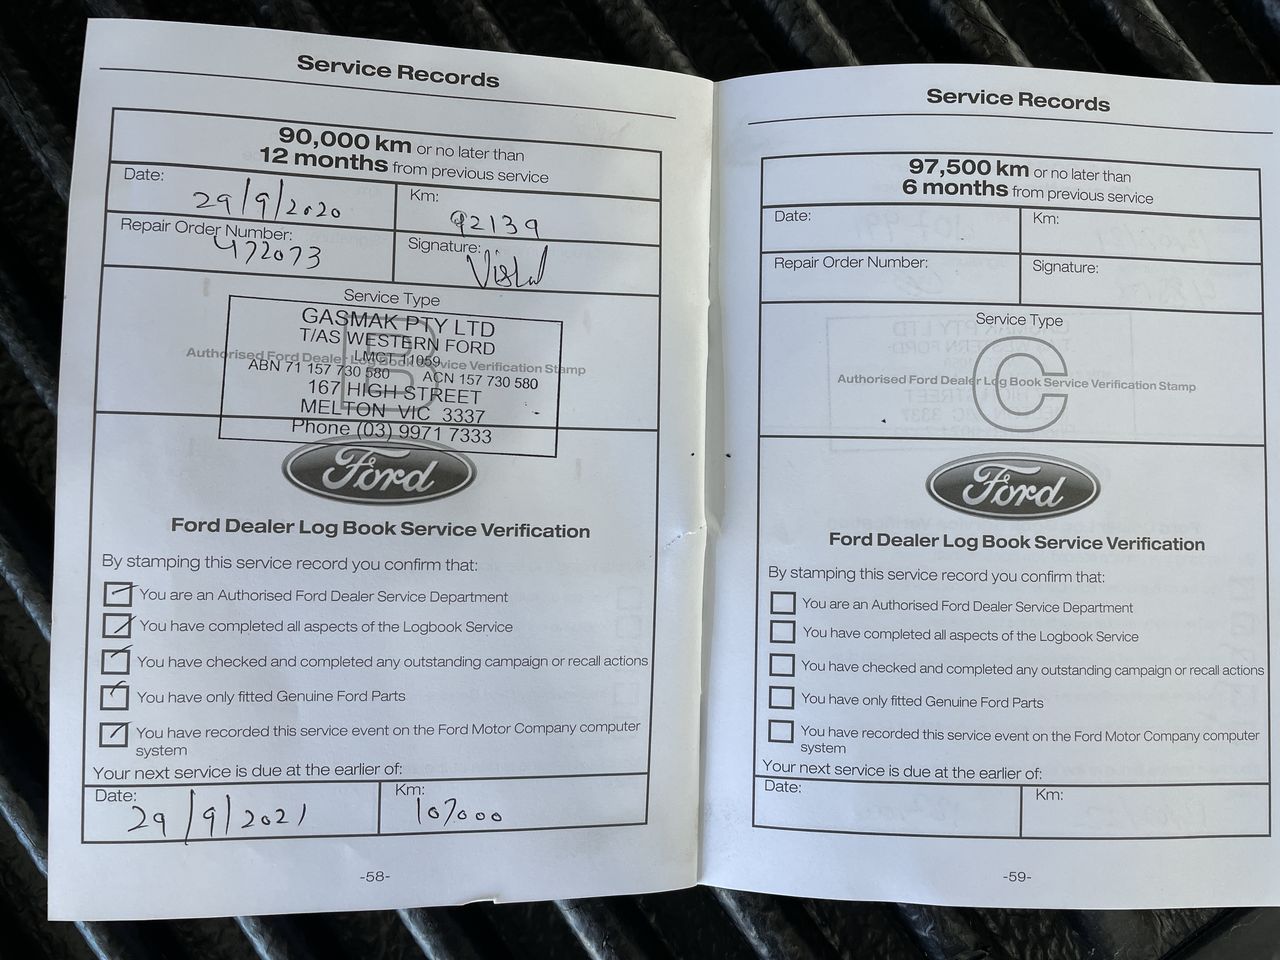 Service Records
90,000 km or no later than
12 months from previous service
Date:
29/9/2020
Km:
92139
Repair Order Number:
472073
Signature:
Service Type
B
Authorised Ford Dealer Log Book Service Verification Stamp
GASMAK PTY LTD
T/AS WESTERN FORD
LMCT 11059
ABN 71 157 730 580 ACN 157 730 580
167 HIGH STREET
MELTON VIC 3337
Phone (03) 9971 7333
Ford
Ford Dealer Log Book Service Verification
By stamping this service record you confirm that:
You are an Authorised Ford Dealer Service Department
You have completed all aspects of the Logbook Service
You have checked and completed any outstanding campaign or recall actions
You have only fitted Genuine Ford Parts
You have recorded this service event on the Ford Motor Company computer
system
Your next service is due at the earlier of:
Date:
29/9/2021
Km:
107000
-58-
Service Records
97,500 km or no later than
6 months from previous service
Date:
Km:
Repair Order Number:
Signature:
Service Type
C
Authorised Ford Dealer Log Book Service Verification Stamp
Ford
Ford Dealer Log Book Service Verification
By stamping this service record you confirm that:
You are an Authorised Ford Dealer Service Department
You have completed all aspects of the Logbook Service
You have checked and completed any outstanding campaign or recall actions
You have only fitted Genuine Ford Parts
You have recorded this service event on the Ford Motor Company computer
system
Your next service is due at the earlier of:
Date:
Km:
-59-